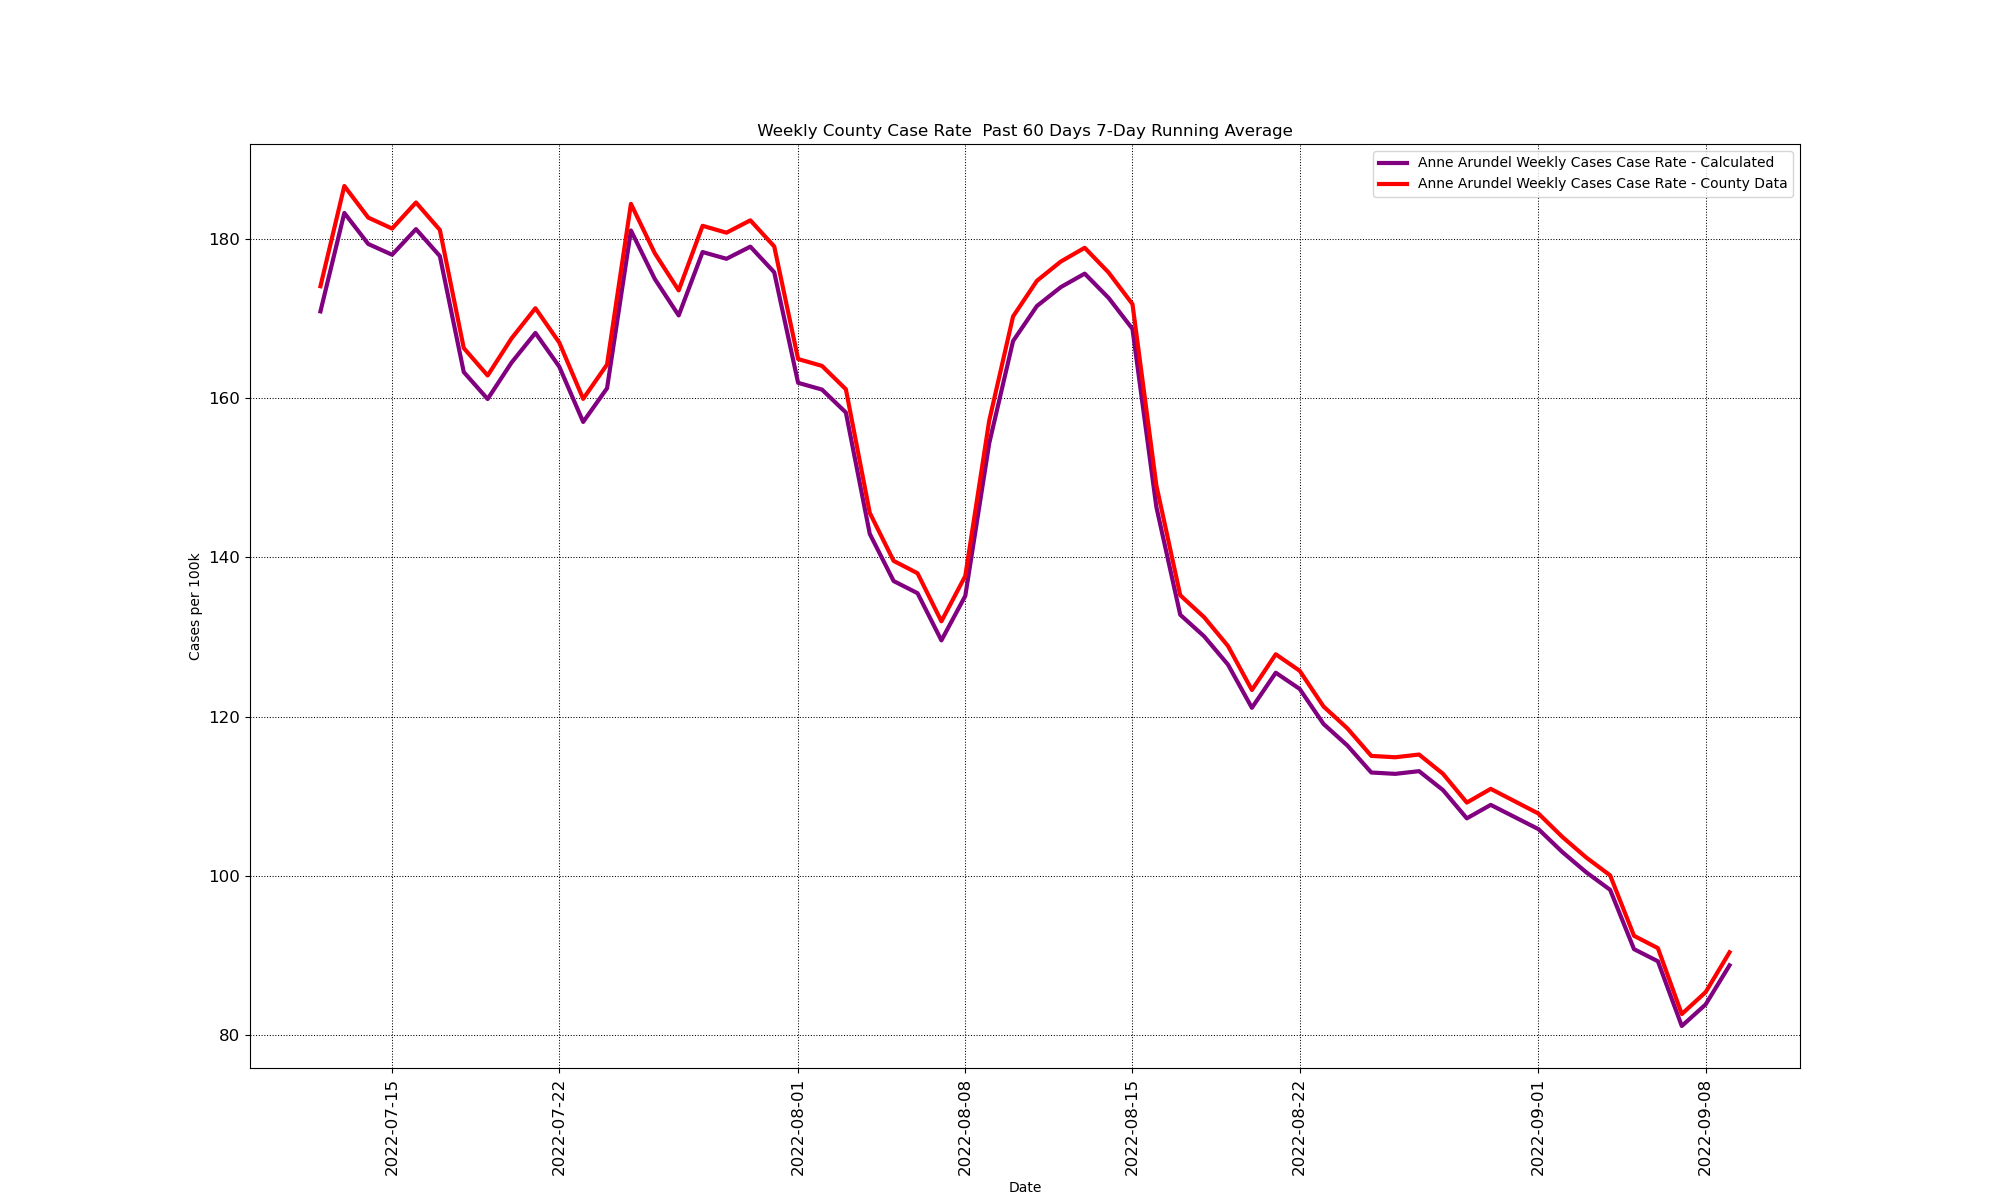 Weekly County Case Rate  Past 60 Days 7-Day Running Average
Anne Arundel Weekly Cases Case Rate - Calculated
Anne Arundel Weekly Cases Case Rate - County Data
Cases per 100k
180
160
140
120
100
80
2022-07-15
2022-07-22
2022-08-01
2022-08-08
2022-08-15
2022-08-22
2022-09-01
2022-09-08
Date